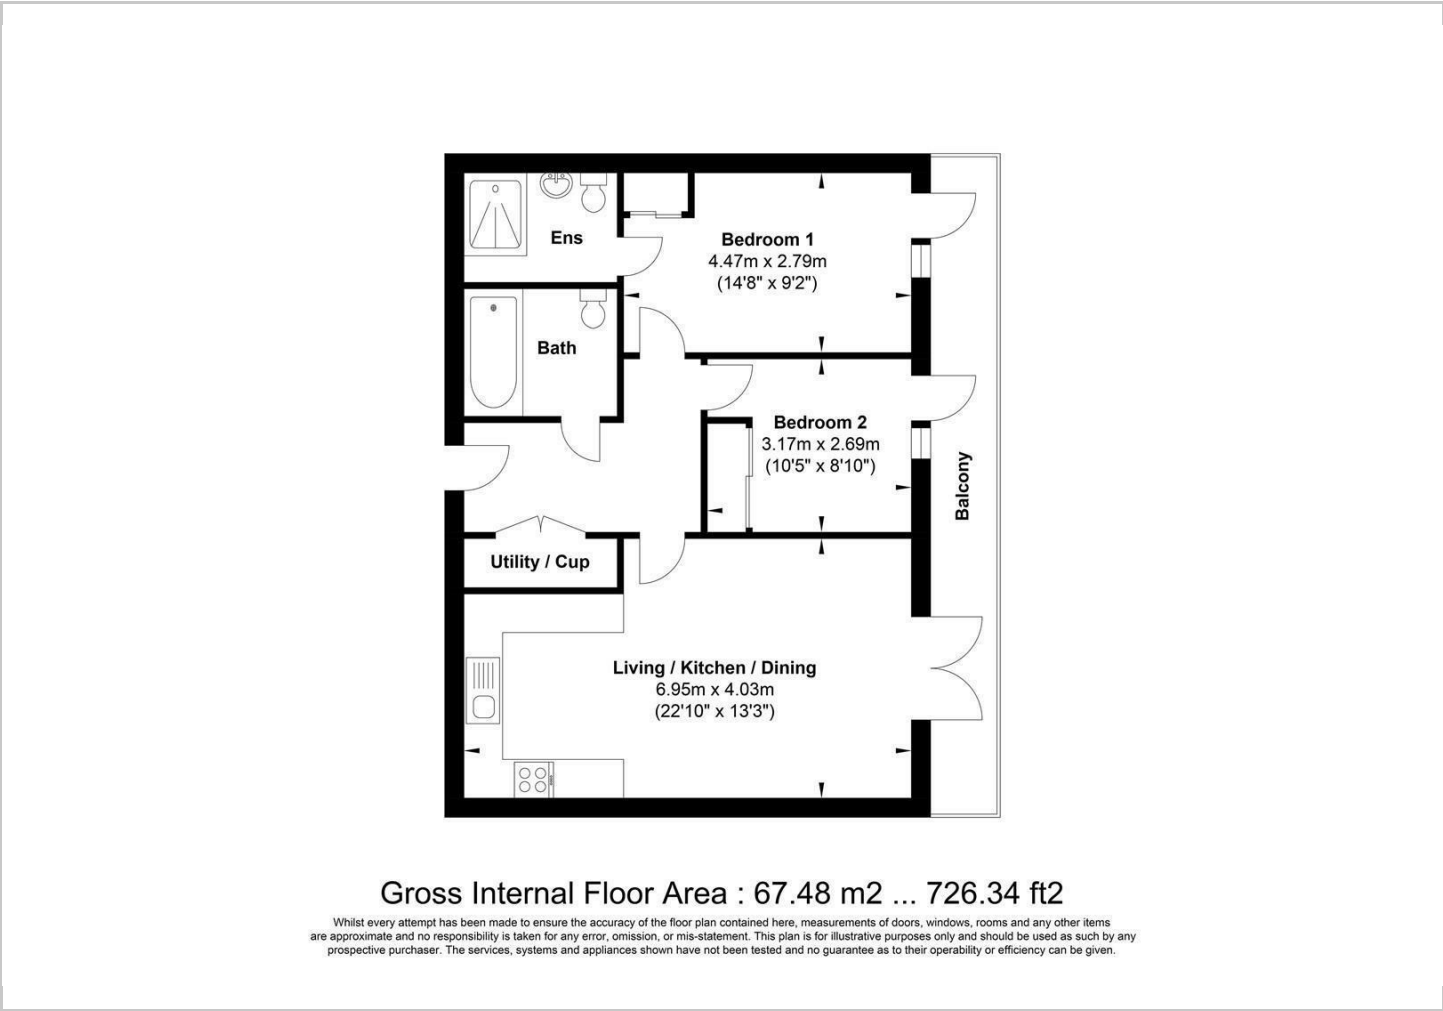 Ens
Bedroom 1
4.47m x 2.79m
(14'8" x 9'2")
Bath
Bedroom 2
3.17m x 2.69m
(10'5" x 8'10")
Balcony
Utility / Cup
Living / Kitchen / Dining
6.95m x 4.03m
(22'10" x 13'3")
Gross Internal Floor Area : 67.48 m2 ... 726.34 ft2
Whilst every attempt has been made to ensure the accuracy of the floor plan contained here, measurements of doors, windows, rooms and any other items
are approximate and no responsibility is taken for any error, omission, or mis-statement. This plan is for illustrative purposes only and should be used as such by any
prospective purchaser. The services, systems and appliances shown have not been tested and no guarantee as to their operability or efficiency can be given.